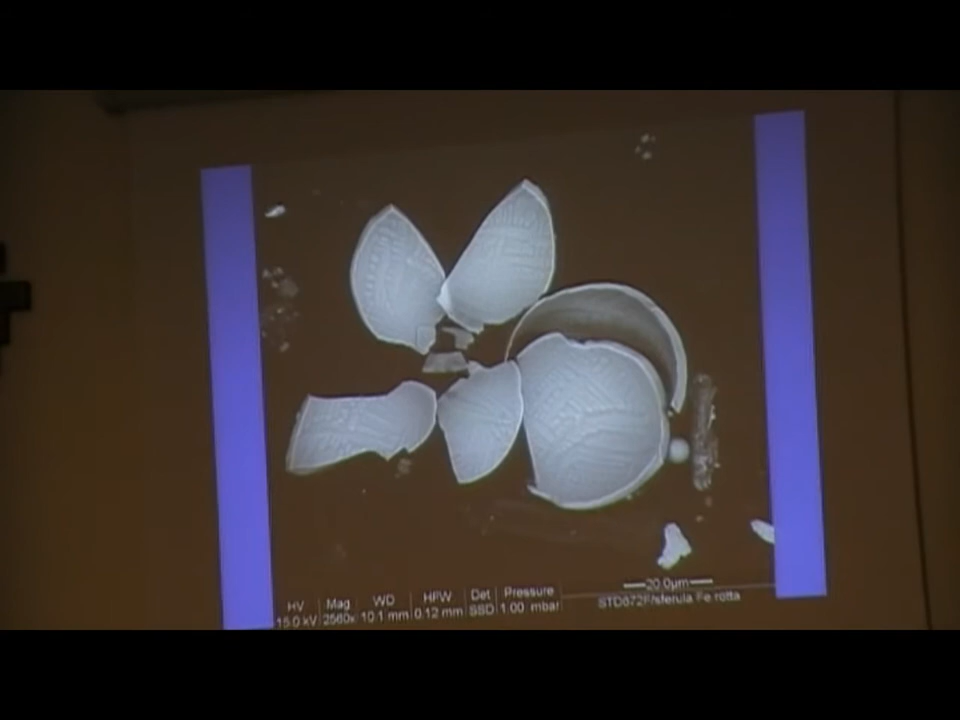 HV Mag WD HFW Det Pressure
15.0 kV 2560x 10.1 mm 0.12 mm SSD 1.00 mbar
20.0µm
sferula Fe rotta